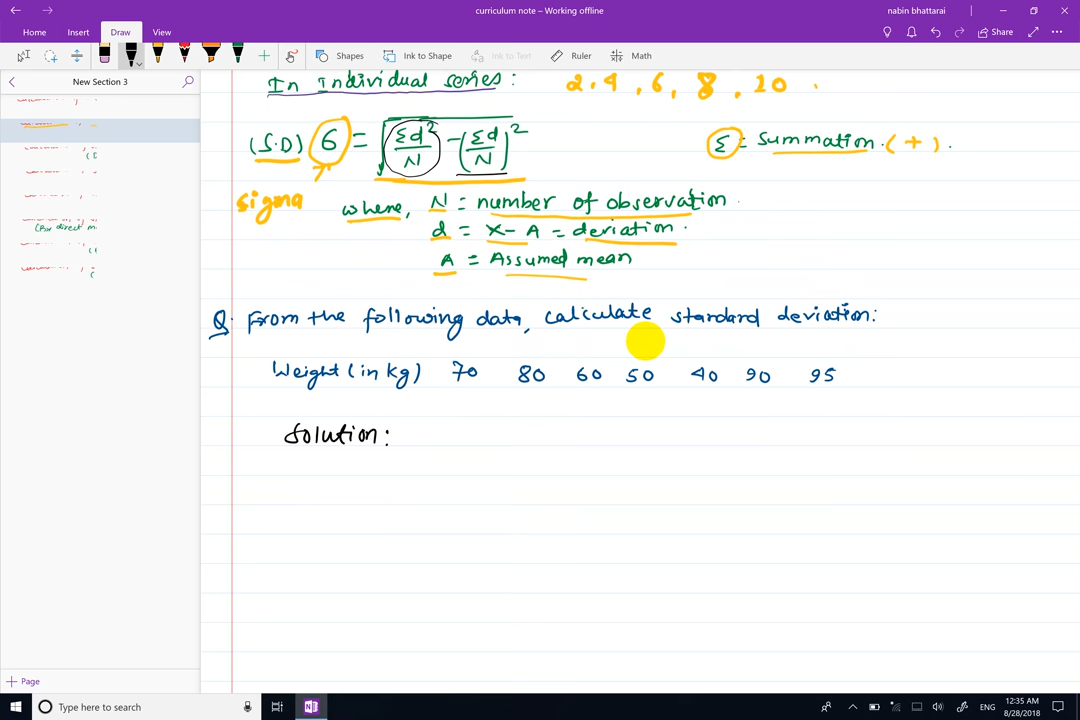 curriculum note – Working offline
nabin bhattarai
Home Insert Draw View
Share
Shapes Ink to Shape Ink to Text Ruler Math
New Section 3
In Individual series: 2, 4, 6, 8, 10.
(S.D) σ = √Σd²/N - (Σd/N)²
Σ = Summation. (+).
sigma
where, N = number of observation.
d = X - A = deviation.
A = Assumed mean
Q. From the following data, calculate standard deviation:
Weight (in kg) 70 80 60 50 40 90 95
Solution:
(For direct m
Page
Type here to search
ENG
12:35 AM
8/28/2018